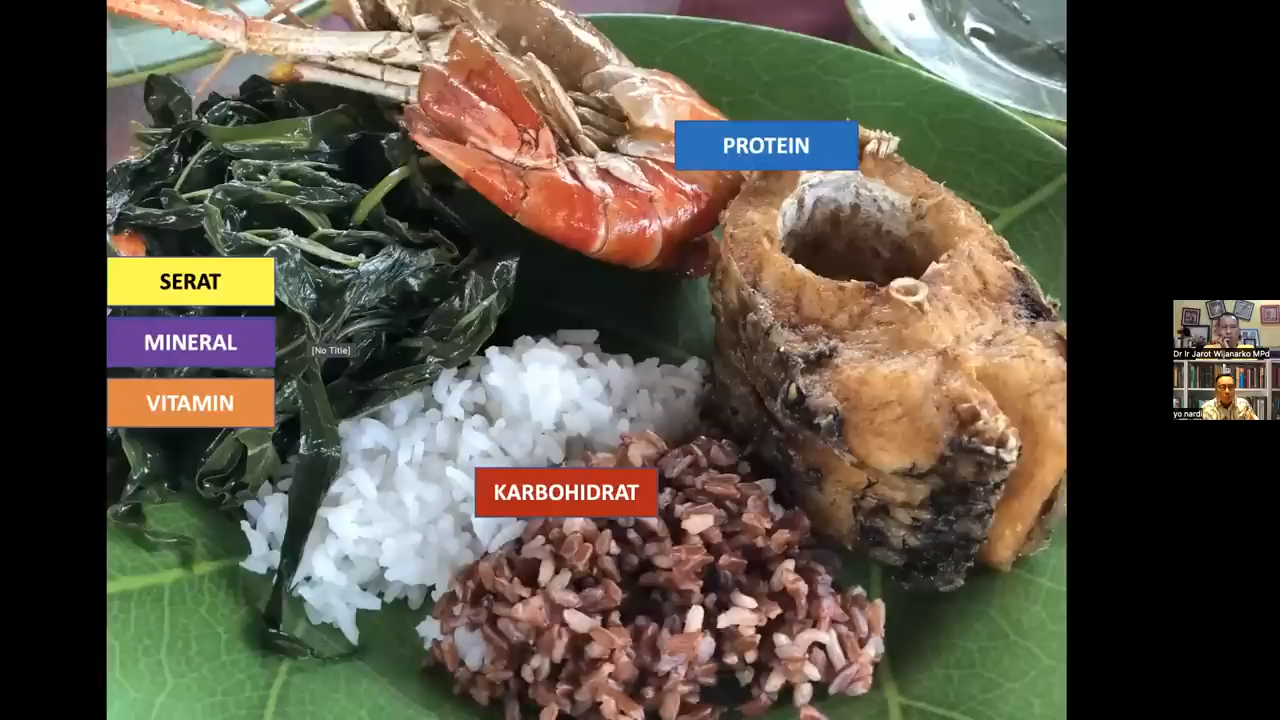 PROTEIN
SERAT
MINERAL
[No Title]
VITAMIN
KARBOHIDRAT
Dr Ir Jarot Wijanarko MPd
yo nardi